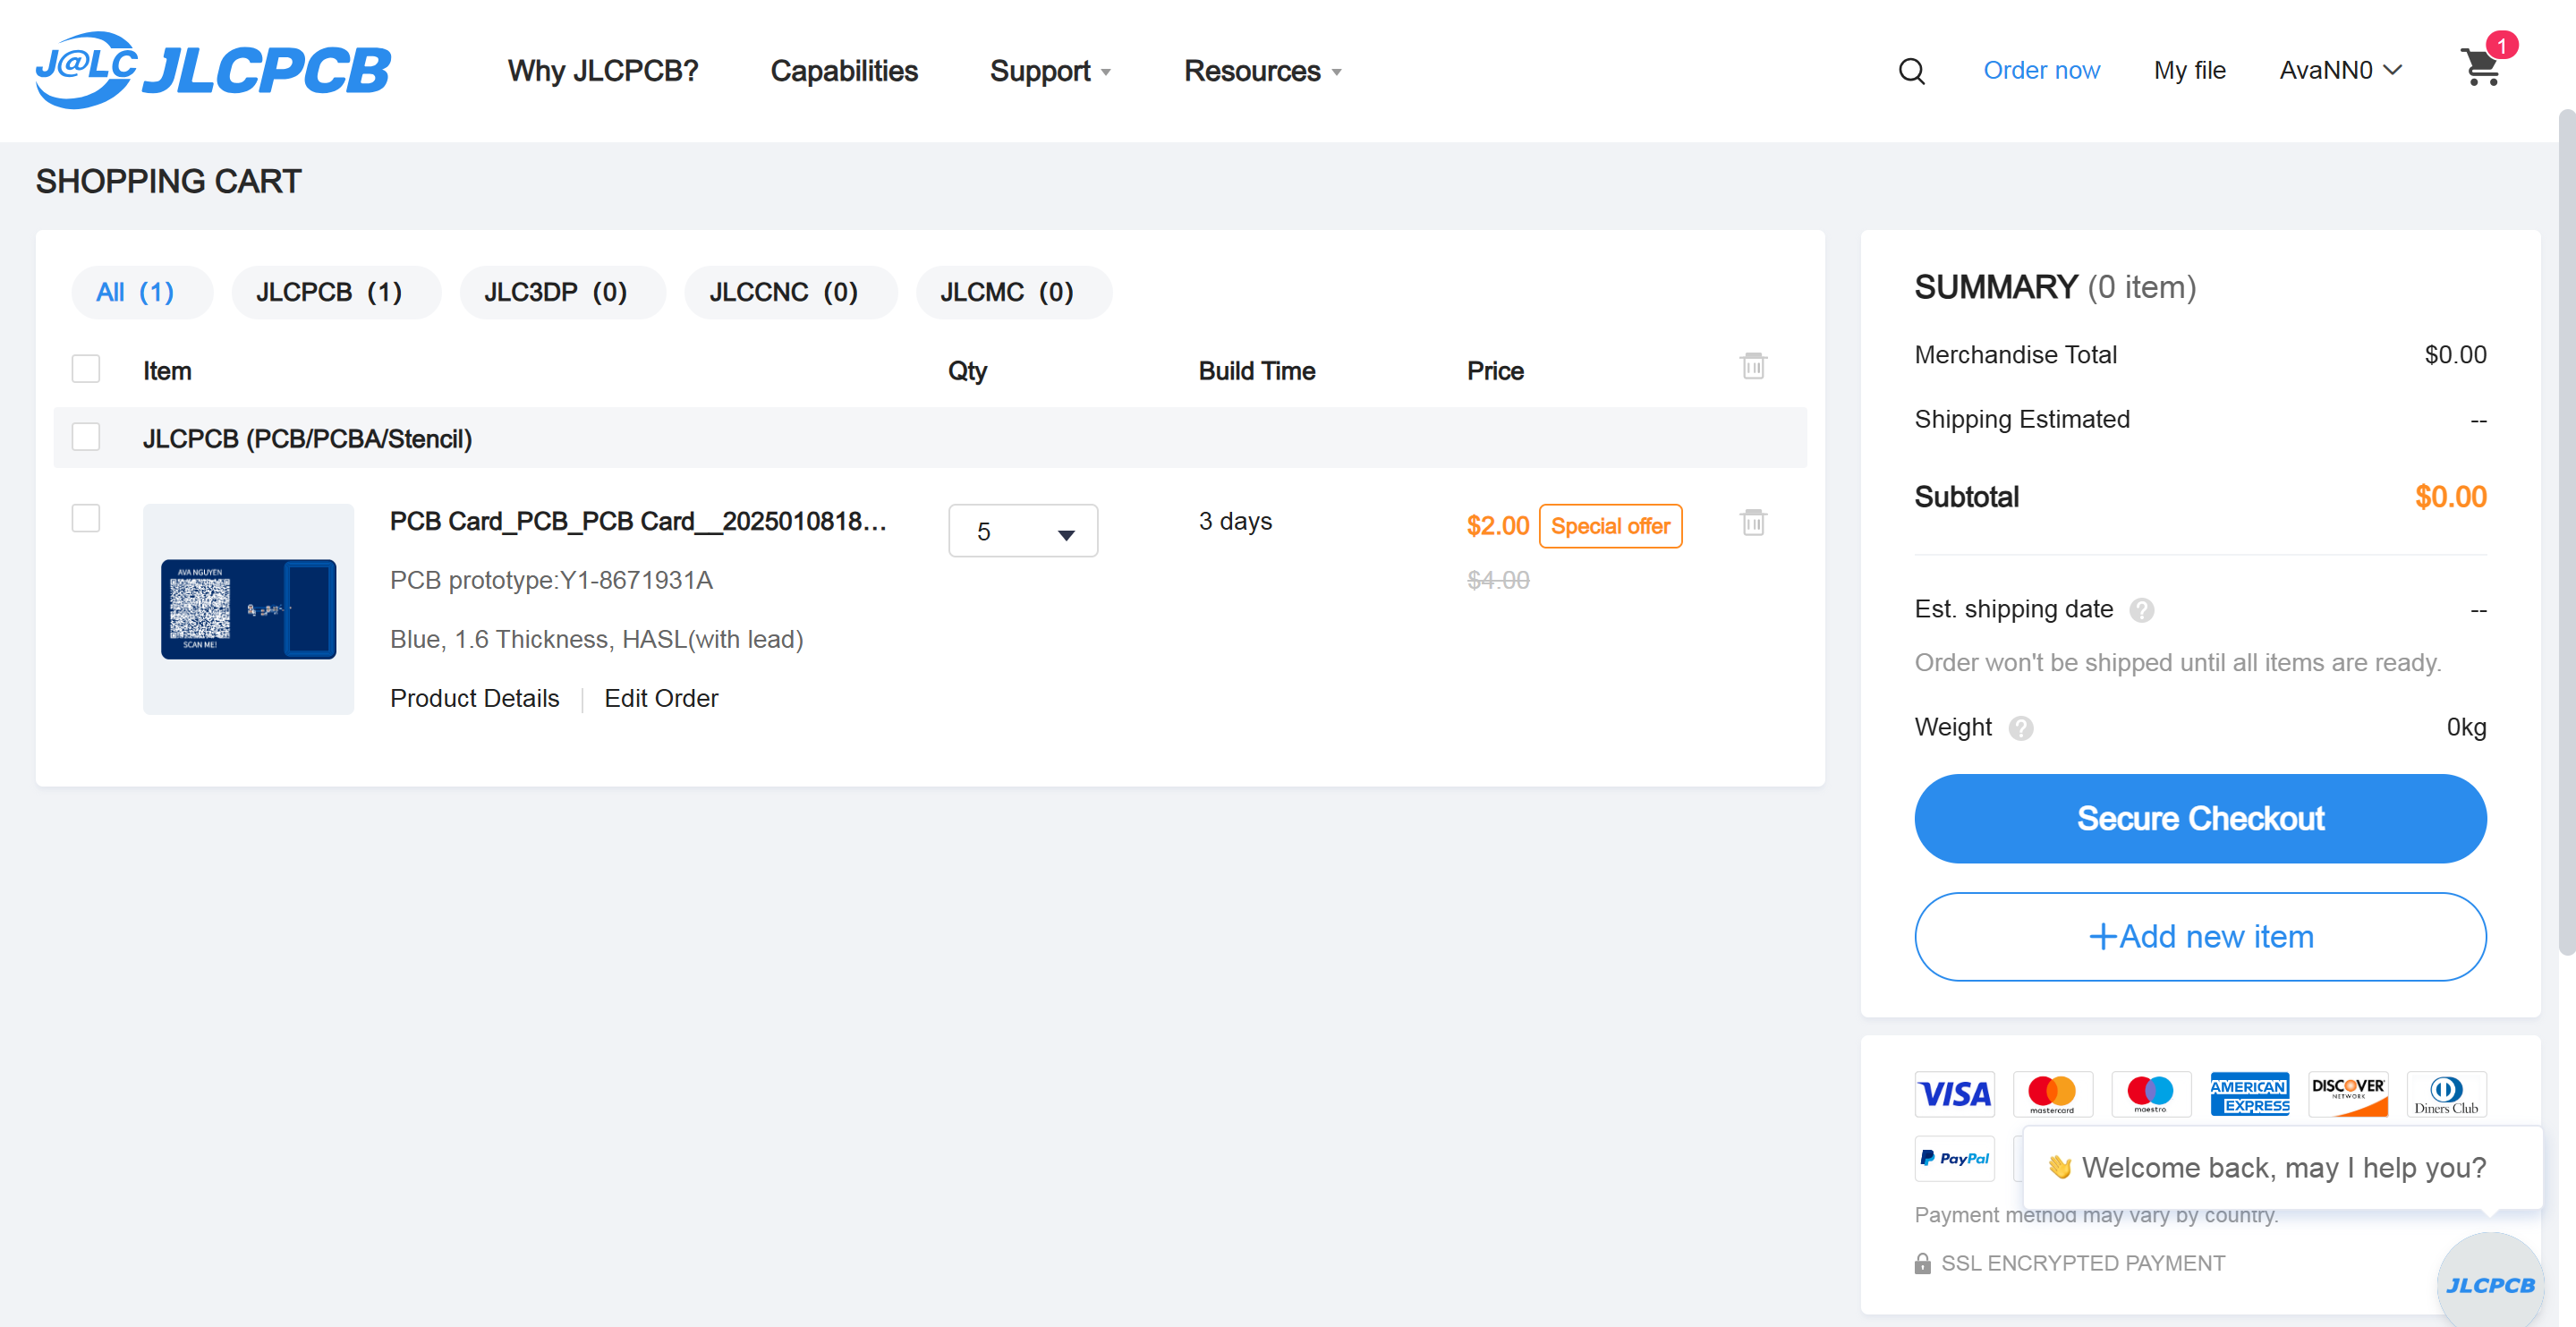 J@LC JLCPCB
Why JLCPCB?
Capabilities
Support
Resources
Order now
My file
AvaNN0
1
SHOPPING CART
All (1)
JLCPCB (1)
JLC3DP (0)
JLCCNC (0)
JLCMC (0)
Item
Qty
Build Time
Price
JLCPCB (PCB/PCBA/Stencil)
AVA NGUYEN
SCAN ME!
PCB Card_PCB_PCB Card__2025010818...
PCB prototype:Y1-8671931A
Blue, 1.6 Thickness, HASL(with lead)
Product Details | Edit Order
5
3 days
$2.00
Special offer
$4.00
SUMMARY (0 item)
Merchandise Total $0.00
Shipping Estimated --
Subtotal $0.00
Est. shipping date ? --
Order won't be shipped until all items are ready.
Weight ? 0kg
Secure Checkout
+Add new item
VISA
mastercard
maestro
AMERICAN EXPRESS
DISCOVER NETWORK
Diners Club
PayPal
👋 Welcome back, may I help you?
Payment method may vary by country.
SSL ENCRYPTED PAYMENT
JLCPCB